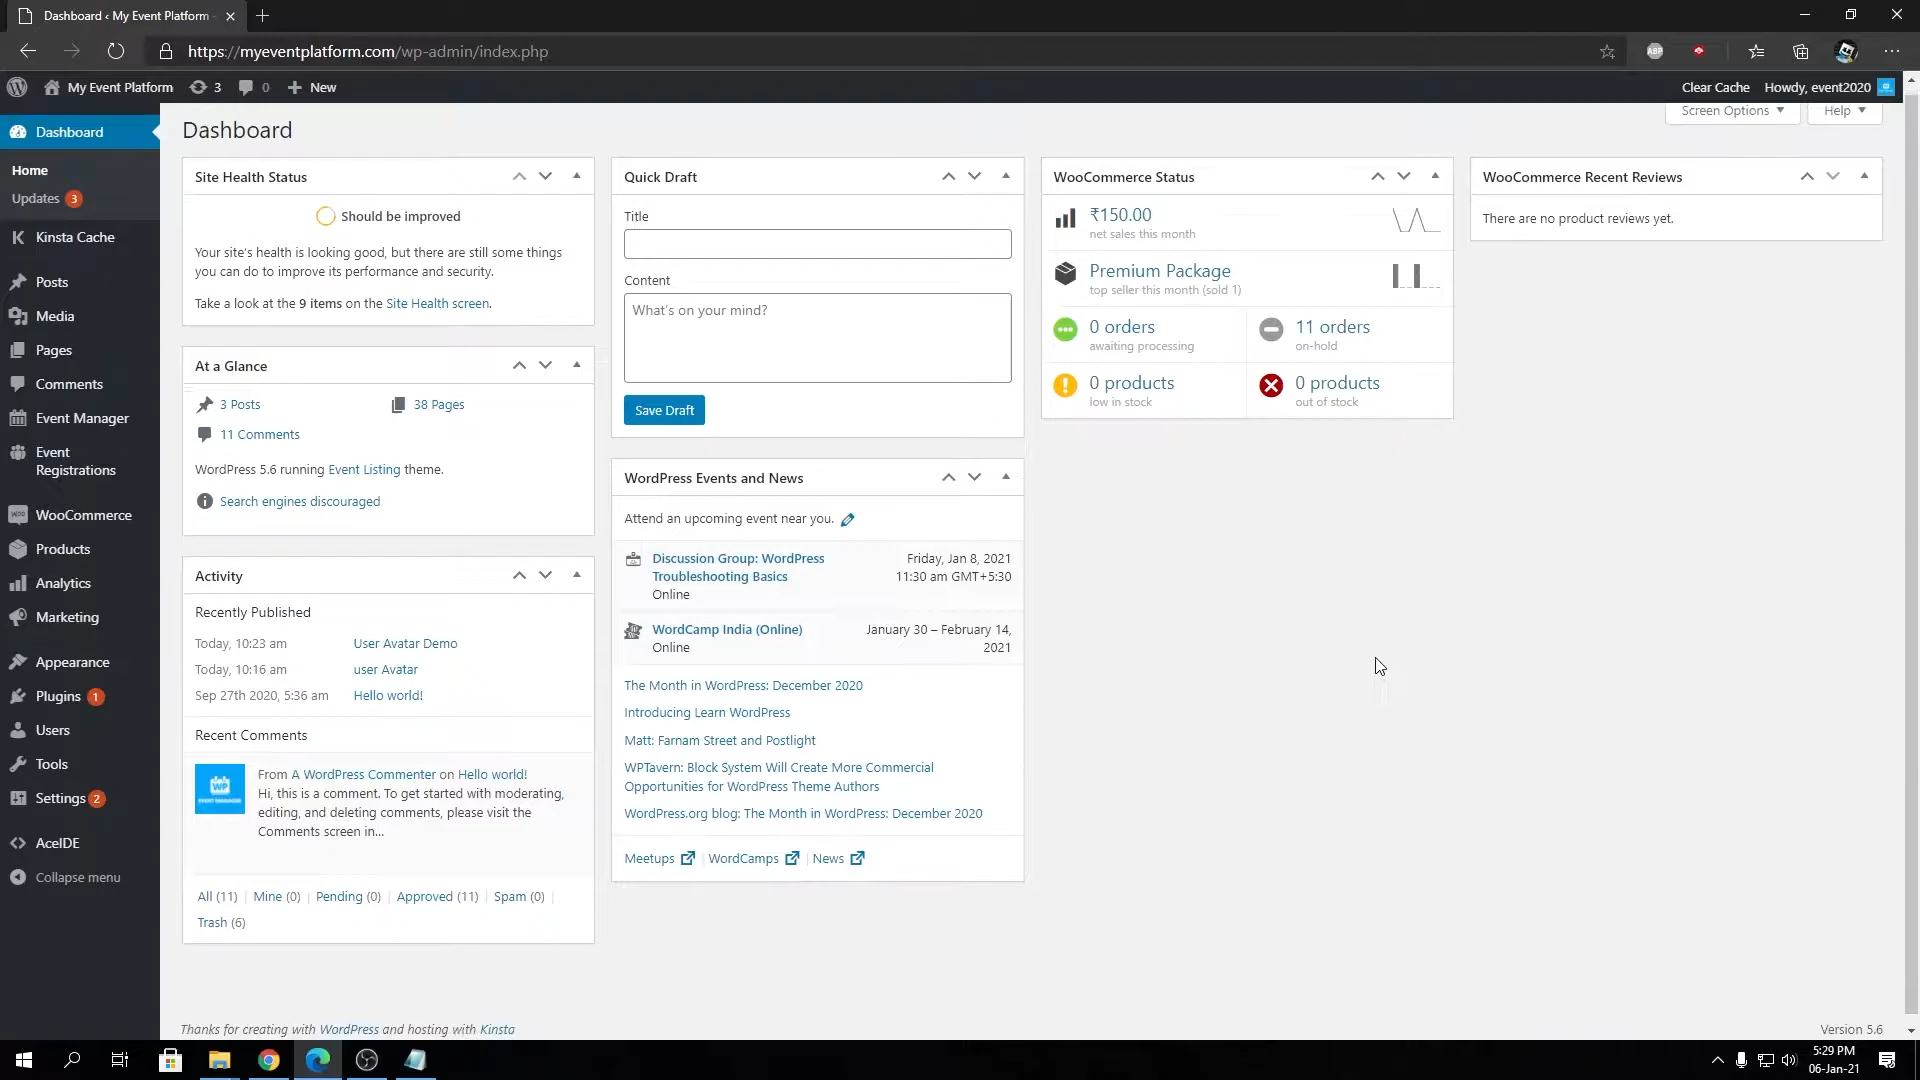 Dashboard ‹ My Event Platform
https://myeventplatform.com/wp-admin/index.php
ABP
My Event Platform
3
0
New
Clear Cache
Howdy, event2020
Dashboard
Home
Updates 3
Kinsta Cache
Posts
Media
Pages
Comments
Event Manager
Event
Registrations
WooCommerce
Products
Analytics
Marketing
Appearance
Plugins 1
Users
Tools
Settings 2
AceIDE
Collapse menu
Dashboard
Screen Options
Help
Site Health Status
Should be improved
Your site's health is looking good, but there are still some things
you can do to improve its performance and security.
Take a look at the 9 items on the Site Health screen.
At a Glance
3 Posts
38 Pages
11 Comments
WordPress 5.6 running Event Listing theme.
Search engines discouraged
Activity
Recently Published
Today, 10:23 am User Avatar Demo
Today, 10:16 am user Avatar
Sep 27th 2020, 5:36 am Hello world!
Recent Comments
WP
EVENT MANAGER
From A WordPress Commenter on Hello world!
Hi, this is a comment. To get started with moderating,
editing, and deleting comments, please visit the
Comments screen in...
All (11) | Mine (0) | Pending (0) | Approved (11) | Spam (0) |
Trash (6)
Quick Draft
Title
Content
What's on your mind?
Save Draft
WordPress Events and News
Attend an upcoming event near you.
Discussion Group: WordPress
Troubleshooting Basics
Online
Friday, Jan 8, 2021
11:30 am GMT+5:30
WordCamp India (Online)
Online
January 30 – February 14,
2021
The Month in WordPress: December 2020
Introducing Learn WordPress
Matt: Farnam Street and Postlight
WPTavern: Block System Will Create More Commercial
Opportunities for WordPress Theme Authors
WordPress.org blog: The Month in WordPress: December 2020
Meetups | WordCamps | News
WooCommerce Status
₹150.00
net sales this month
Premium Package
top seller this month (sold 1)
0 orders
awaiting processing
11 orders
on-hold
0 products
low in stock
0 products
out of stock
WooCommerce Recent Reviews
There are no product reviews yet.
Thanks for creating with WordPress and hosting with Kinsta
Version 5.6
5:29 PM
06-Jan-21